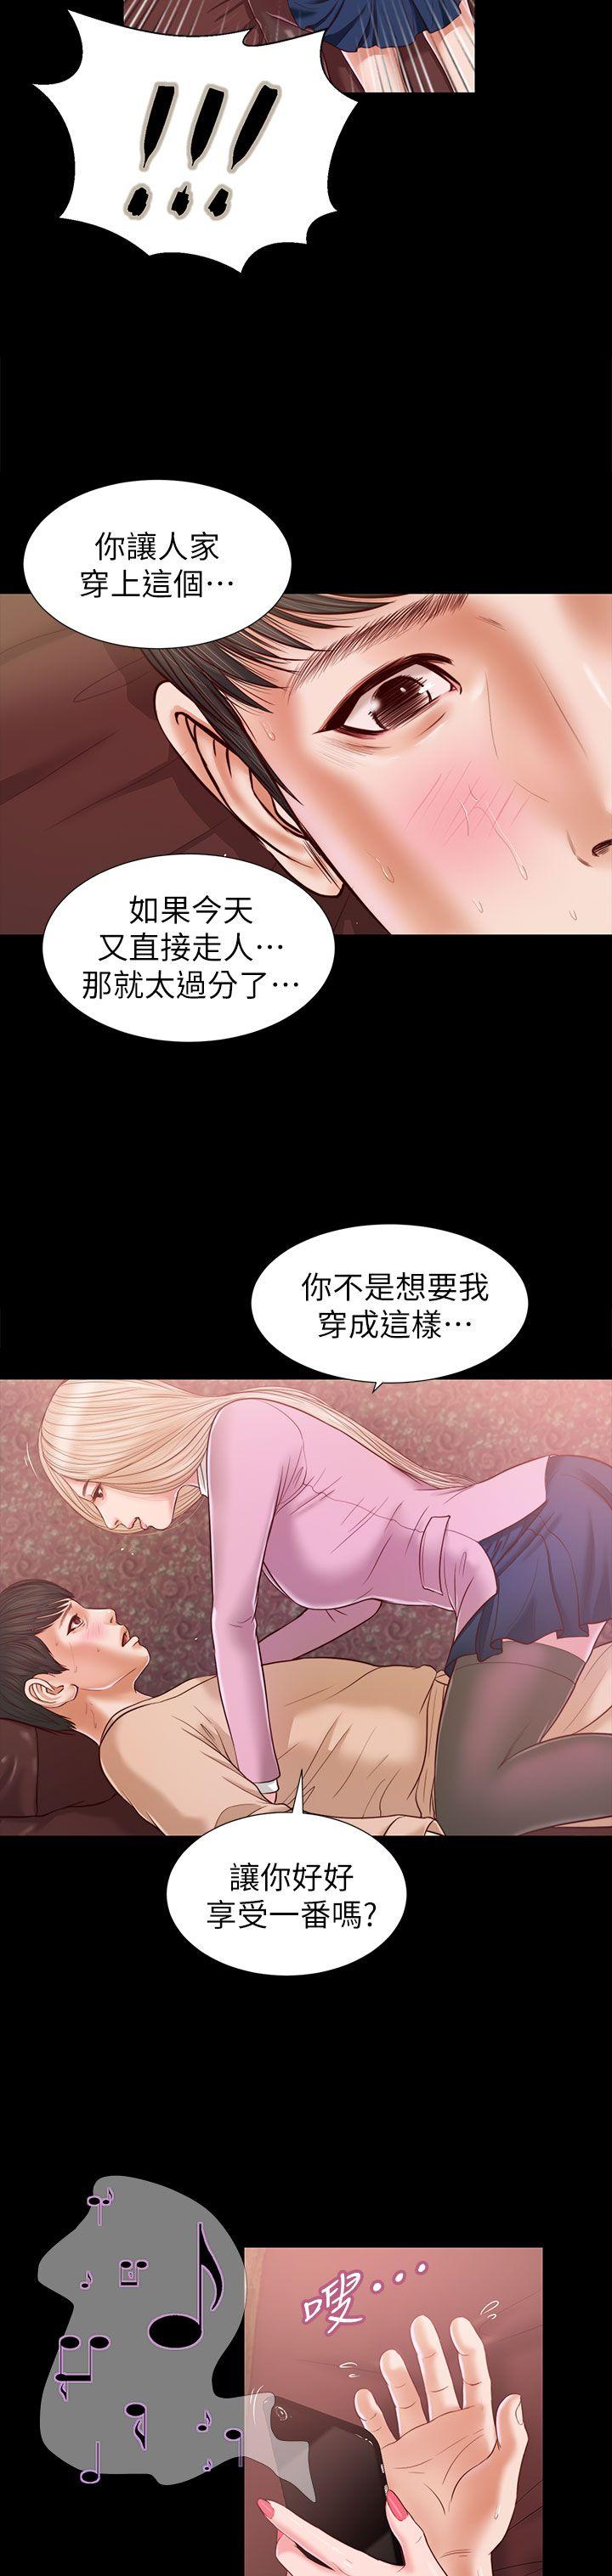 !!!
你讓人家
穿上這個…
如果今天
又直接走人…
那就太過分了…
你不是想要我
穿成這樣…
讓你好好
享受一番嗎?
嗖…